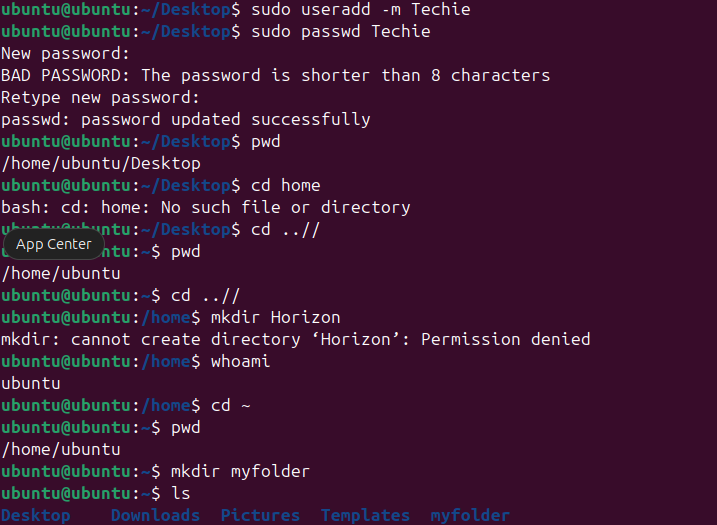 ubuntu@ubuntu:~/Desktop$ sudo useradd -m Techie
ubuntu@ubuntu:~/Desktop$ sudo passwd Techie
New password:
BAD PASSWORD: The password is shorter than 8 characters
Retype new password:
passwd: password updated successfully
ubuntu@ubuntu:~/Desktop$ pwd
/home/ubuntu/Desktop
ubuntu@ubuntu:~/Desktop$ cd home
bash: cd: home: No such file or directory
ubuntu@ubuntu:~/Desktop$ cd ..//
App Center
ubuntu:~$ pwd
/home/ubuntu
ubuntu@ubuntu:~$ cd ..//
ubuntu@ubuntu:/home$ mkdir Horizon
mkdir: cannot create directory ‘Horizon’: Permission denied
ubuntu@ubuntu:/home$ whoami
ubuntu
ubuntu@ubuntu:/home$ cd ~
ubuntu@ubuntu:~$ pwd
/home/ubuntu
ubuntu@ubuntu:~$ mkdir myfolder
ubuntu@ubuntu:~$ ls
Desktop Downloads Pictures Templates myfolder